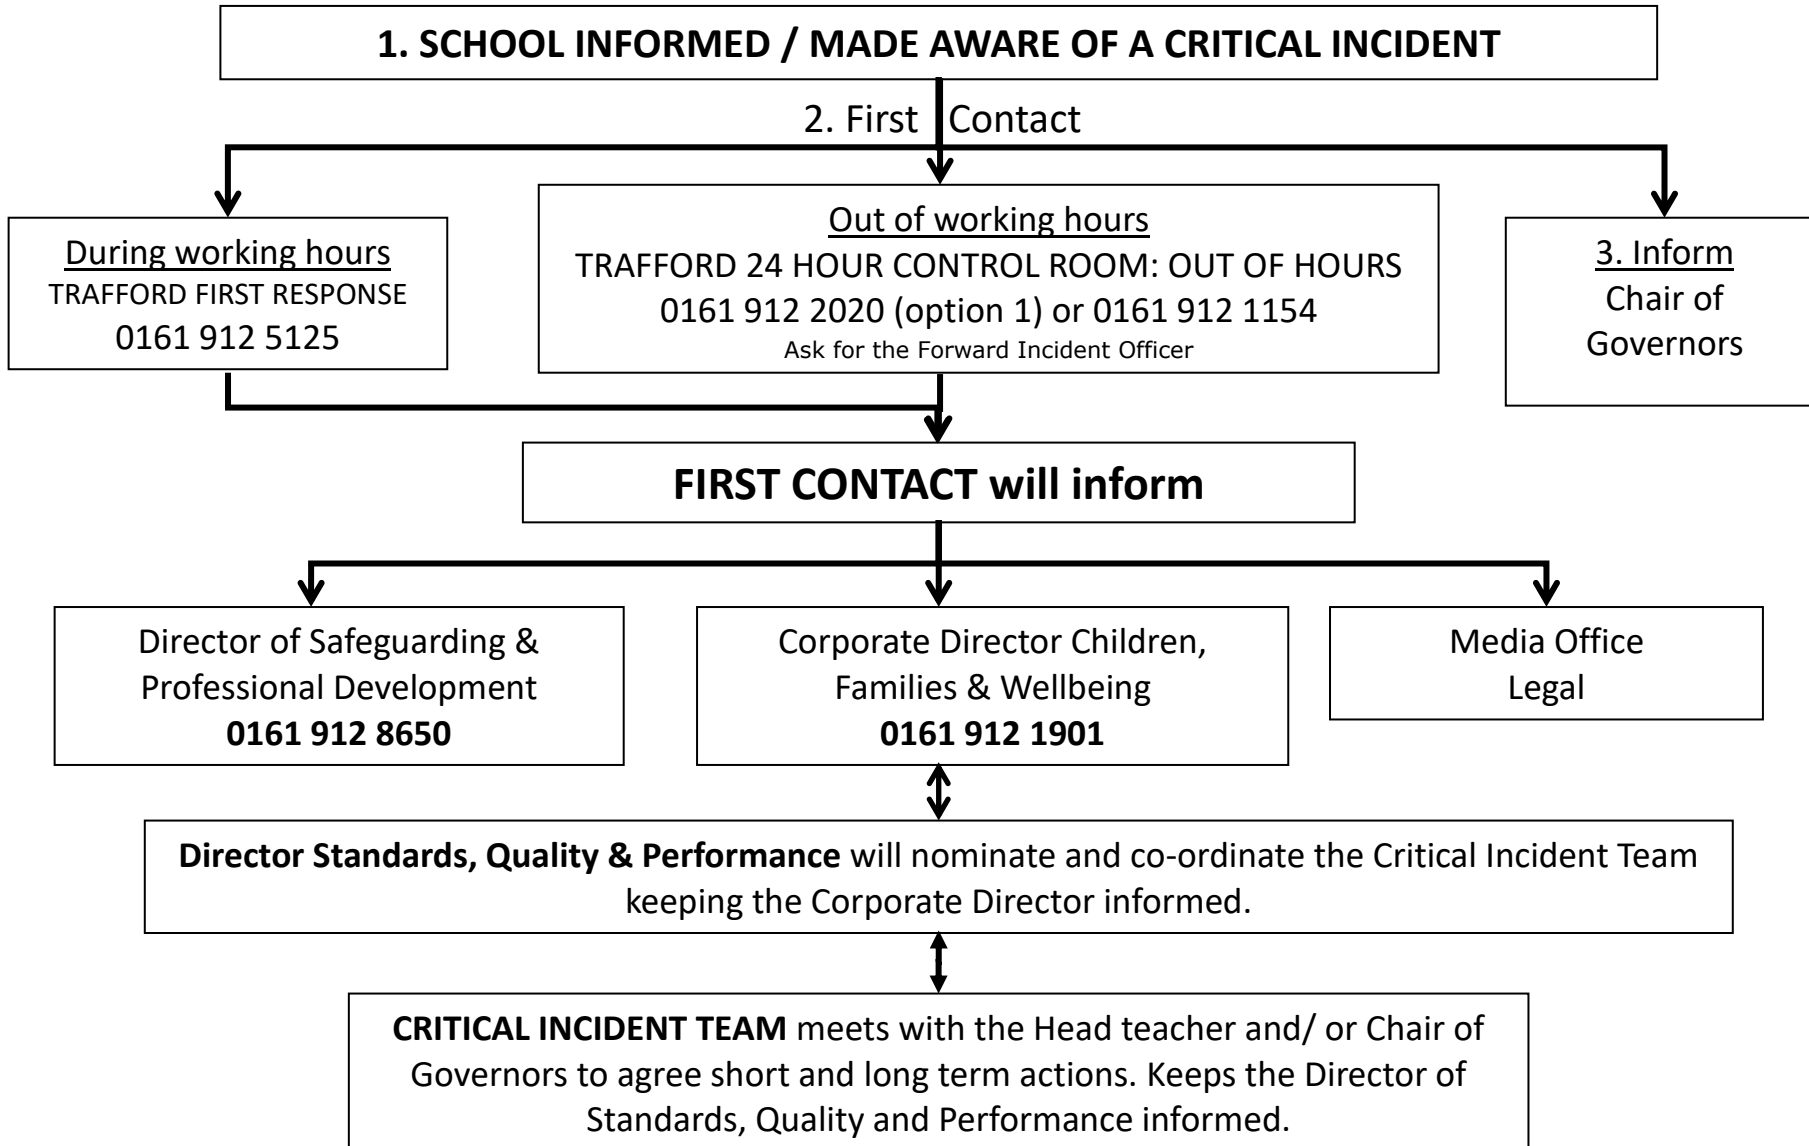 1. SCHOOL INFORMED / MADE AWARE OF A CRITICAL INCIDENT
2. First Contact
During working hours
TRAFFORD FIRST RESPONSE
0161 912 5125
Out of working hours
TRAFFORD 24 HOUR CONTROL ROOM: OUT OF HOURS
0161 912 2020 (option 1) or 0161 912 1154
Ask for the Forward Incident Officer
3. Inform
Chair of
Governors
FIRST CONTACT will inform
Director of Safeguarding &
Professional Development
0161 912 8650
Corporate Director Children,
Families & Wellbeing
0161 912 1901
Media Office
Legal
Director Standards, Quality & Performance will nominate and co-ordinate the Critical Incident Team
keeping the Corporate Director informed.
CRITICAL INCIDENT TEAM meets with the Head teacher and/ or Chair of
Governors to agree short and long term actions. Keeps the Director of
Standards, Quality and Performance informed.